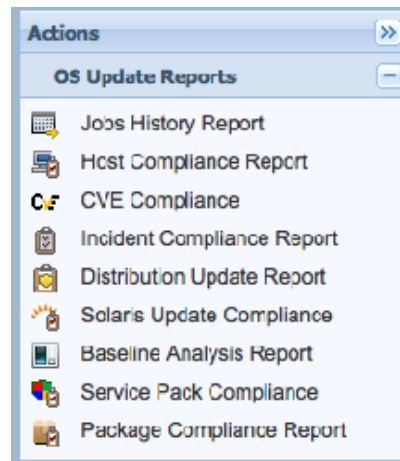 Actions
OS Update Reports
Jobs History Report
Host Compliance Report
CVE Compliance
Incident Compliance Report
Distribution Update Report
Solaris Update Compliance
Baseline Analysis Report
Service Pack Compliance
Package Compliance Report